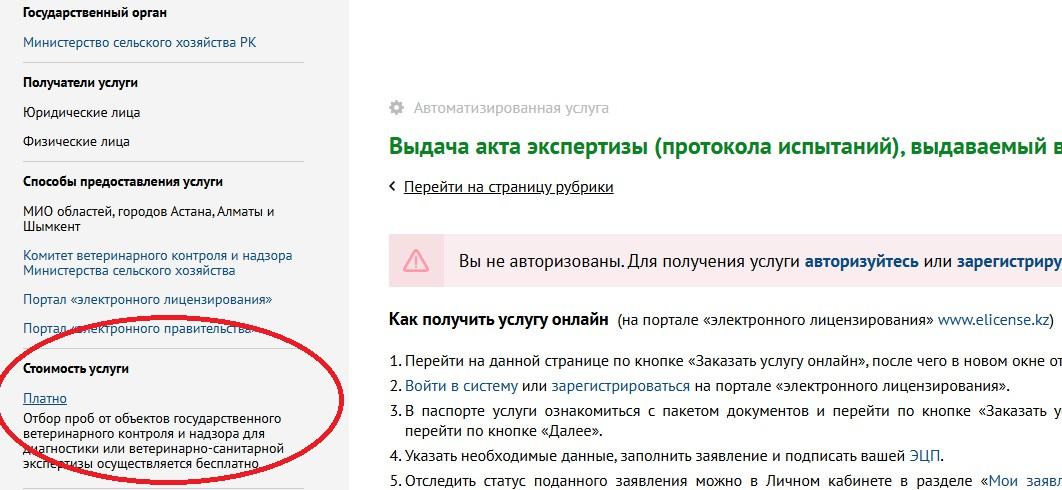 Государственный орган
Министерство сельского хозяйства РК
Получатели услуги
Юридические лица
Физические лица
Способы предоставления услуги
МИО областей, городов Астана, Алматы и
Шымкент
Комитет ветеринарного контроля и надзора
Министерства сельского хозяйства
Портал «электронного лицензирования»
Портал «электронного правительства»
Стоимость услуги
Платно
Отбор проб от объектов государственного
ветеринарного контроля и надзора для
диагностики или ветеринарно-санитарной
экспертизы осуществляется бесплатно
Автоматизированная услуга
Выдача акта экспертизы (протокола испытаний), выдаваемый в
Перейти на страницу рубрики
Вы не авторизованы. Для получения услуги авторизуйтесь или зарегистриру
Как получить услугу онлайн (на портале «электронного лицензирования» www.elicense.kz)
1. Перейти на данной странице по кнопке «Заказать услугу онлайн», после чего в новом окне от
2. Войти в систему или зарегистрироваться на портале «электронного лицензирования».
3. В паспорте услуги ознакомиться с пакетом документов и перейти по кнопке «Заказать у
перейти по кнопке «Далее».
4. Указать необходимые данные, заполнить заявление и подписать вашей ЭЦП.
5. Отследить статус поданного заявления можно в Личном кабинете в разделе «Мои заявл